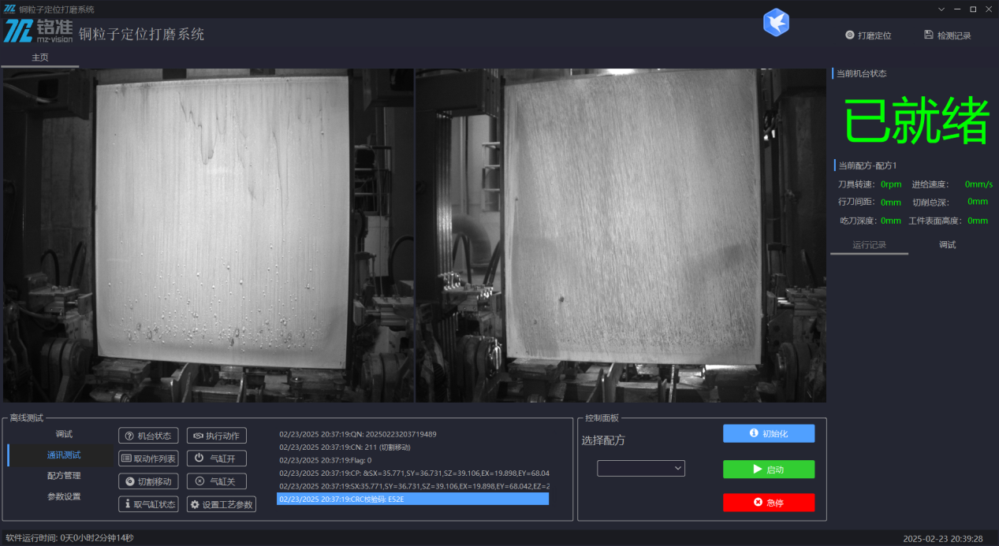 铜粒子定位打磨系统
铭准
mz-vision
铜粒子定位打磨系统
打磨定位
检测记录
主页
当前机台状态
已就绪
当前配方-配方1
刀具转速: 0rpm 进给速度: 0mm/s
行刀间距: 0mm 切削总深: 0mm
吃刀深度: 0mm 工件表面高度: 0mm
运行记录 调试
离线测试
调试
通讯测试
配方管理
参数设置
机台状态 执行动作
取动作列表 气缸开
切割移动 气缸关
取气缸状态 设置工艺参数
02/23/2025 20:37:19:QN: 20250223203719489
02/23/2025 20:37:19:CN: 211 (切割移动)
02/23/2025 20:37:19:Flag: 0
02/23/2025 20:37:19:CP: &SX=35.771,SY=36.731,SZ=39.106,EX=19.898,EY=68.04
02/23/2025 20:37:19:SX:35.771,SY=36.731,SZ=39.106,EX=19.898,EY=68.042,EZ=2
02/23/2025 20:37:19:CRC校验码: E52E
控制面板
选择配方
初始化
启动
急停
软件运行时间: 0天0小时2分钟14秒
2025-02-23 20:39:28